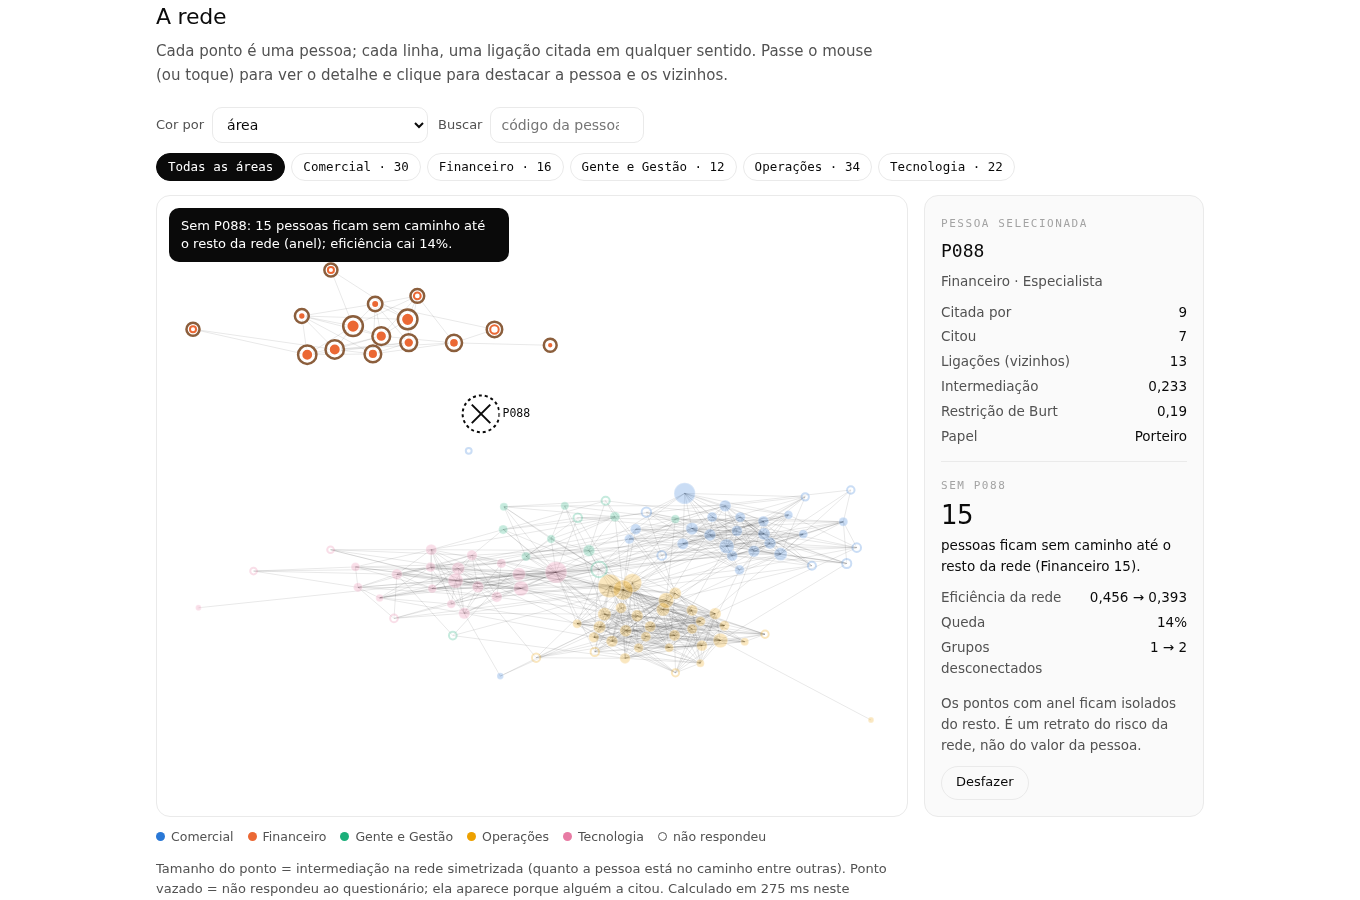 A rede
Cada ponto é uma pessoa; cada linha, uma ligação citada em qualquer sentido. Passe o mouse
(ou toque) para ver o detalhe e clique para destacar a pessoa e os vizinhos.
Cor por área Buscar código da pessoa
Todas as áreas Comercial · 30 Financeiro · 16 Gente e Gestão · 12 Operações · 34 Tecnologia · 22
Sem P088: 15 pessoas ficam sem caminho até
o resto da rede (anel); eficiência cai 14%.
P088
PESSOA SELECIONADA
P088
Financeiro · Especialista
Citada por 9
Citou 7
Ligações (vizinhos) 13
Intermediação 0,233
Restrição de Burt 0,19
Papel Porteiro
SEM P088
15
pessoas ficam sem caminho até o
resto da rede (Financeiro 15).
Eficiência da rede 0,456 → 0,393
Queda 14%
Grupos 1 → 2
desconectados
Os pontos com anel ficam isolados
do resto. É um retrato do risco da
rede, não do valor da pessoa.
Desfazer
Comercial Financeiro Gente e Gestão Operações Tecnologia não respondeu
Tamanho do ponto = intermediação na rede simetrizada (quanto a pessoa está no caminho entre outras). Ponto
vazado = não respondeu ao questionário; ela aparece porque alguém a citou. Calculado em 275 ms neste